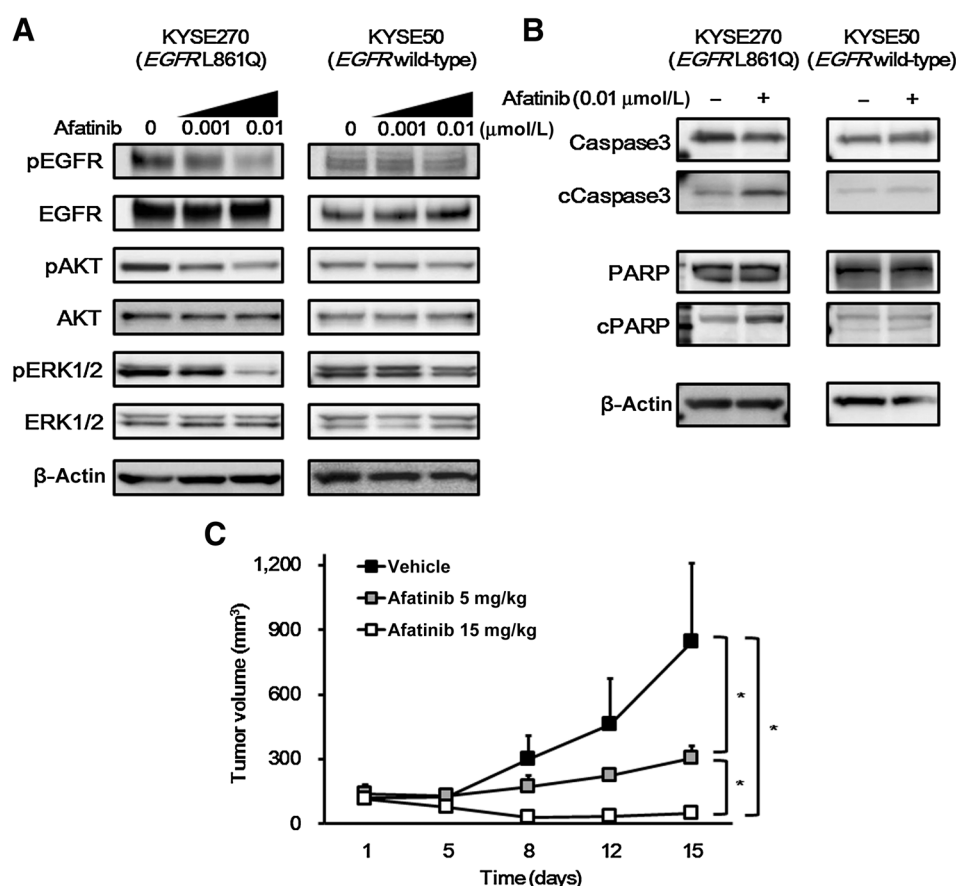 A
KYSE270
(EGFR L861Q)
KYSE50
(EGFR wild-type)
Afatinib 0 0.001 0.01 0 0.001 0.01 (μmol/L)
pEGFR
EGFR
pAKT
AKT
pERK1/2
ERK1/2
β-Actin
B
KYSE270
(EGFR L861Q)
KYSE50
(EGFR wild-type)
Afatinib (0.01 μmol/L) − + − +
Caspase3
cCaspase3
PARP
cPARP
β-Actin
C
1,200
900
600
300
0
Tumor volume (mm³)
Vehicle
Afatinib 5 mg/kg
Afatinib 15 mg/kg
*
*
*
1 5 8 12 15
Time (days)